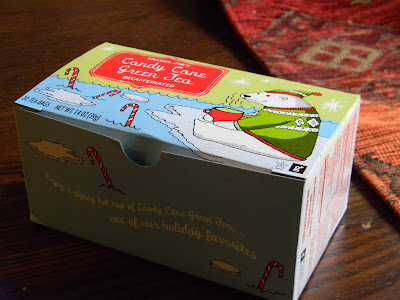 TRADER JOE'S
Candy Cane
Green Tea
DECAFFEINATED
20 TEA BAGS NET WT 1.4 OZ (39g)
Enjoy a piping hot cup of Candy Cane Green Tea...
one of our holiday favorites